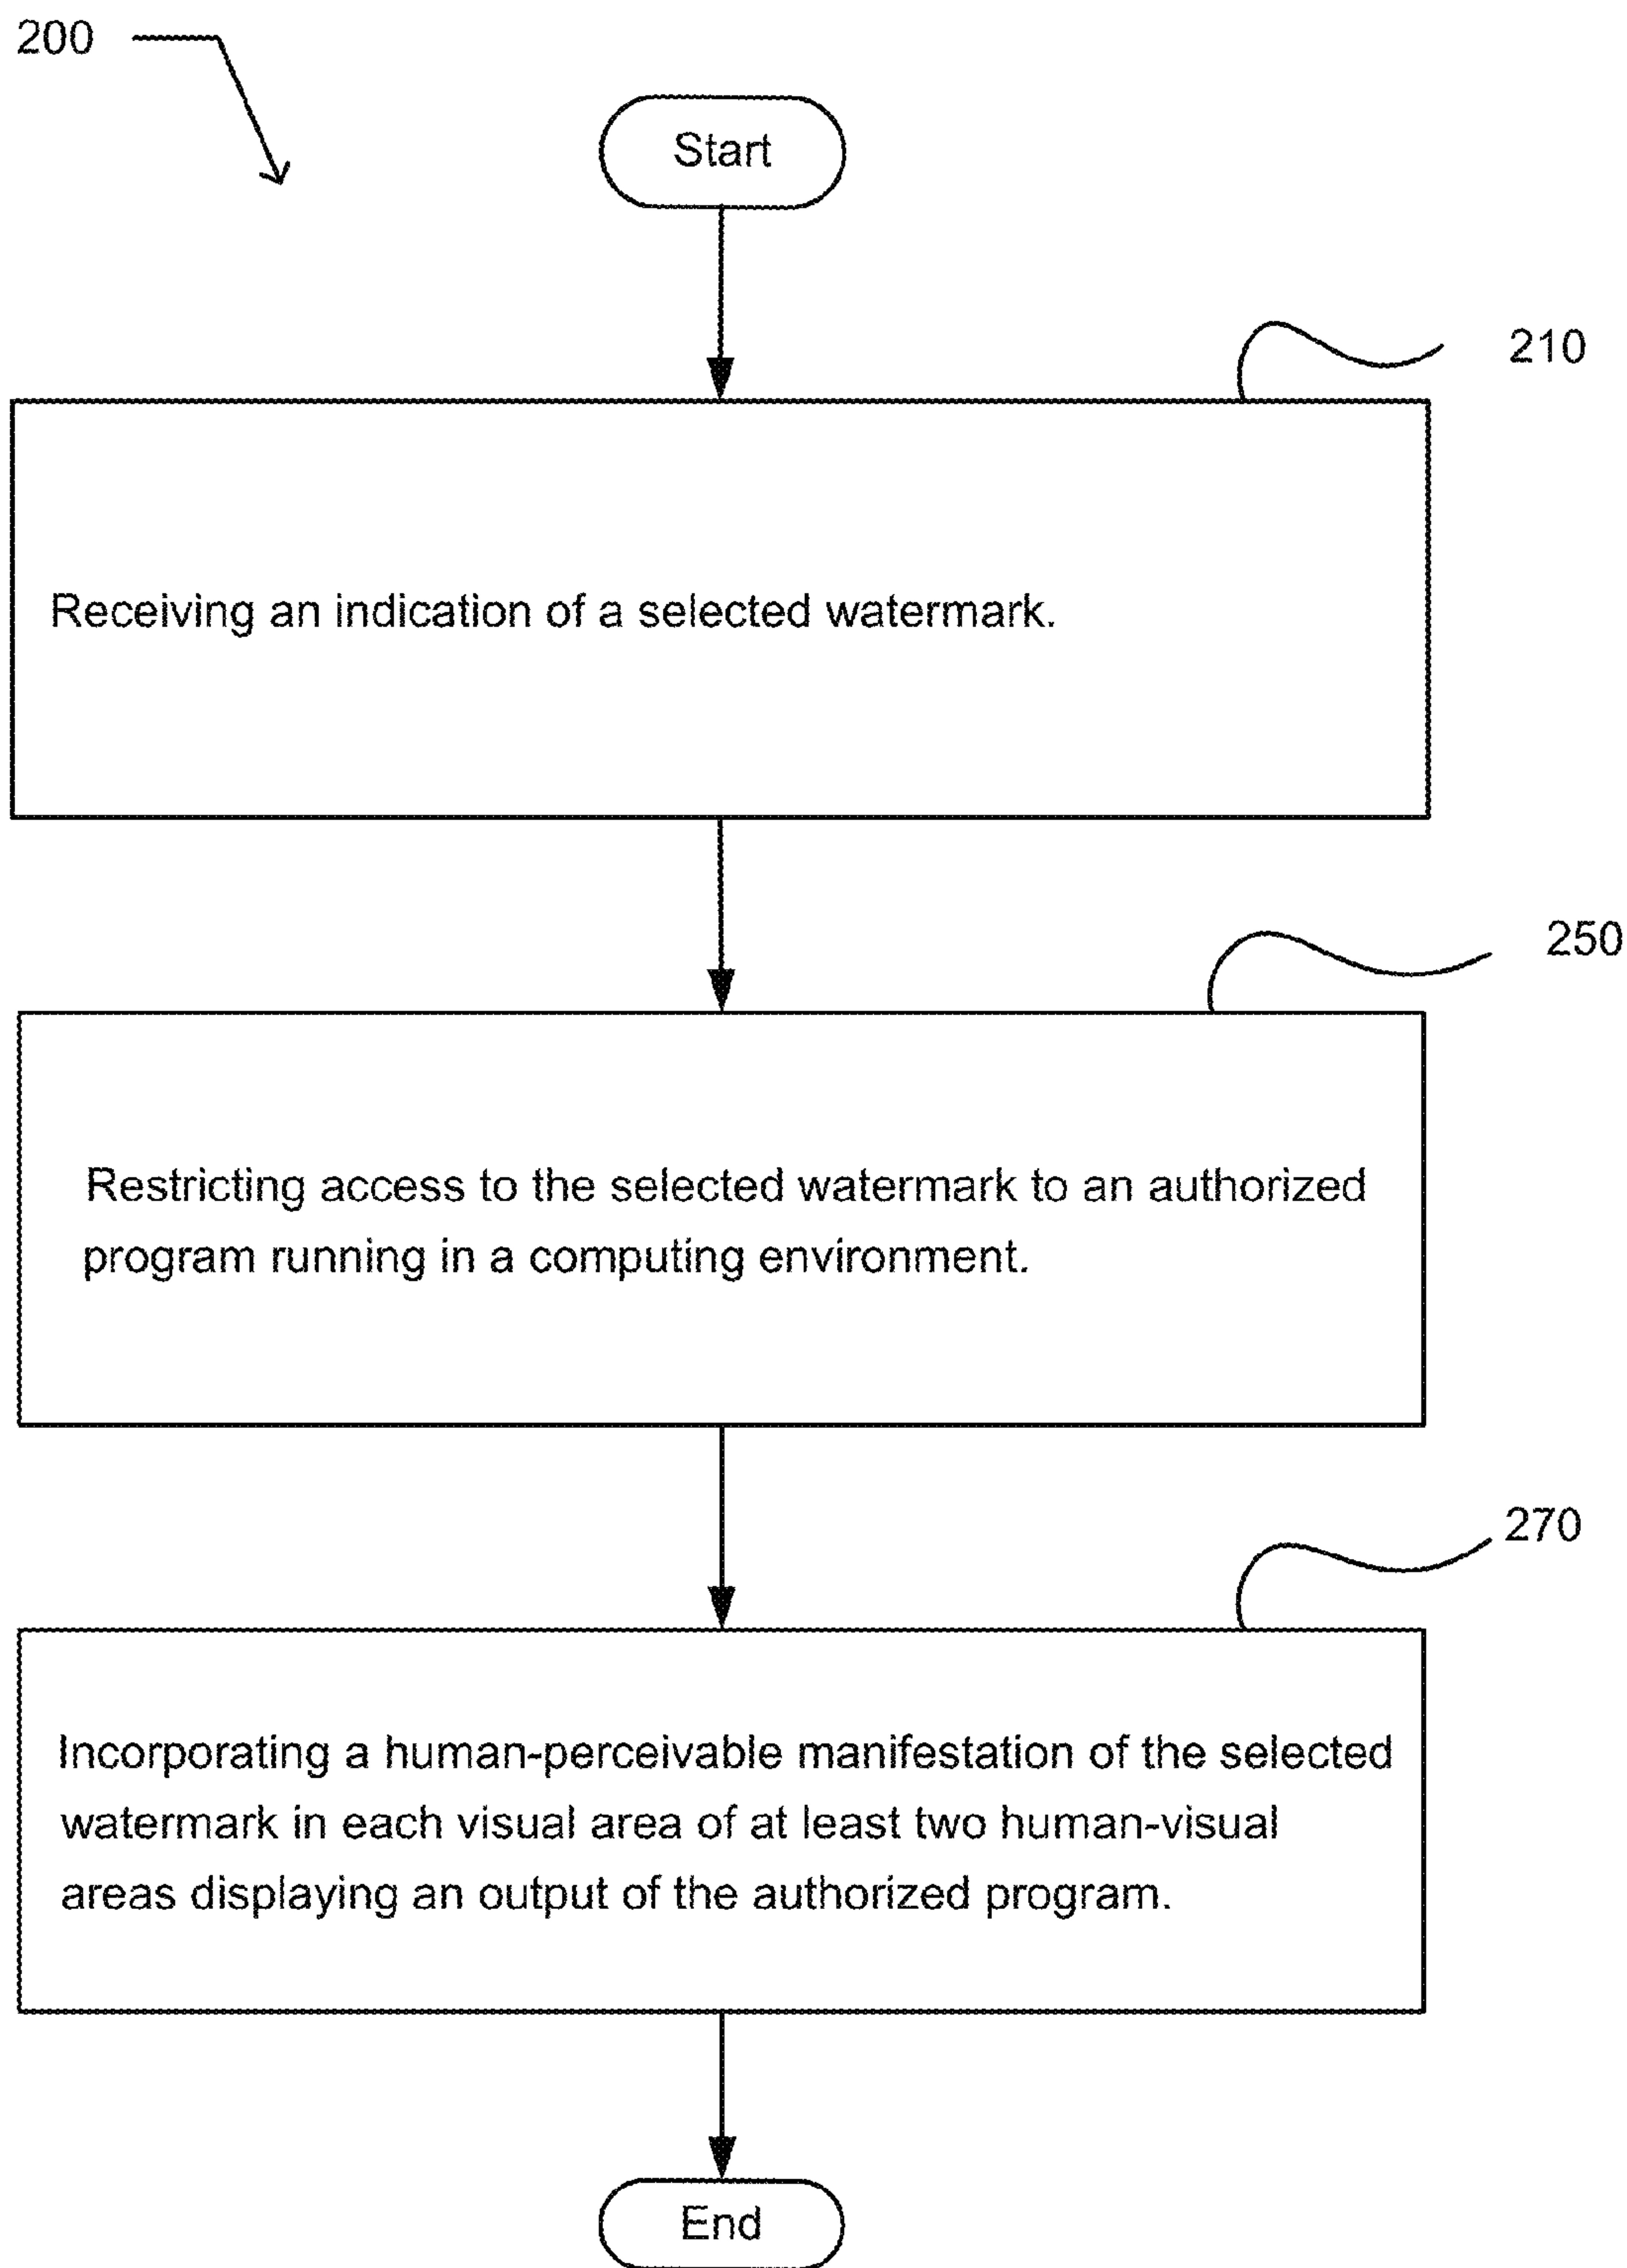 200
Start
210
Receiving an indication of a selected watermark.
250
Restricting access to the selected watermark to an authorized
program running in a computing environment.
270
Incorporating a human-perceivable manifestation of the selected
watermark in each visual area of at least two human-visual
areas displaying an output of the authorized program.
End